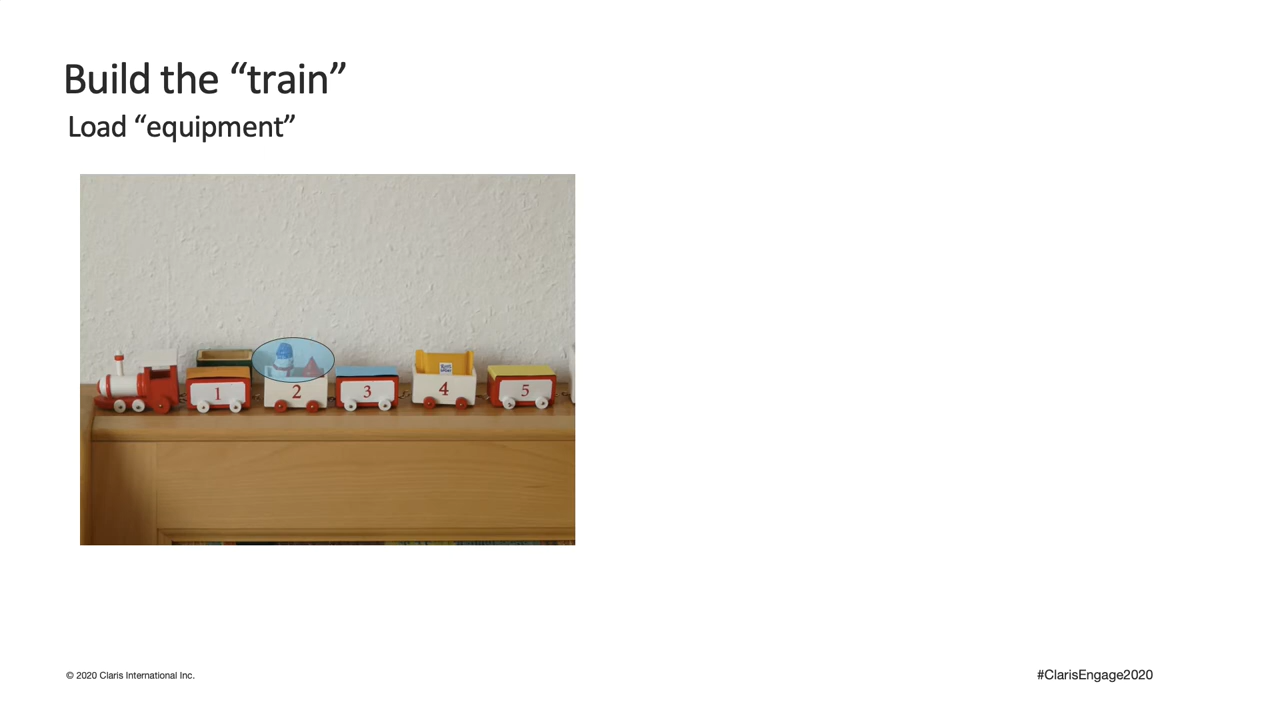 Build the “train”
Load “equipment”
1
2
3
4
5
© 2020 Claris International Inc.
#ClarisEngage2020